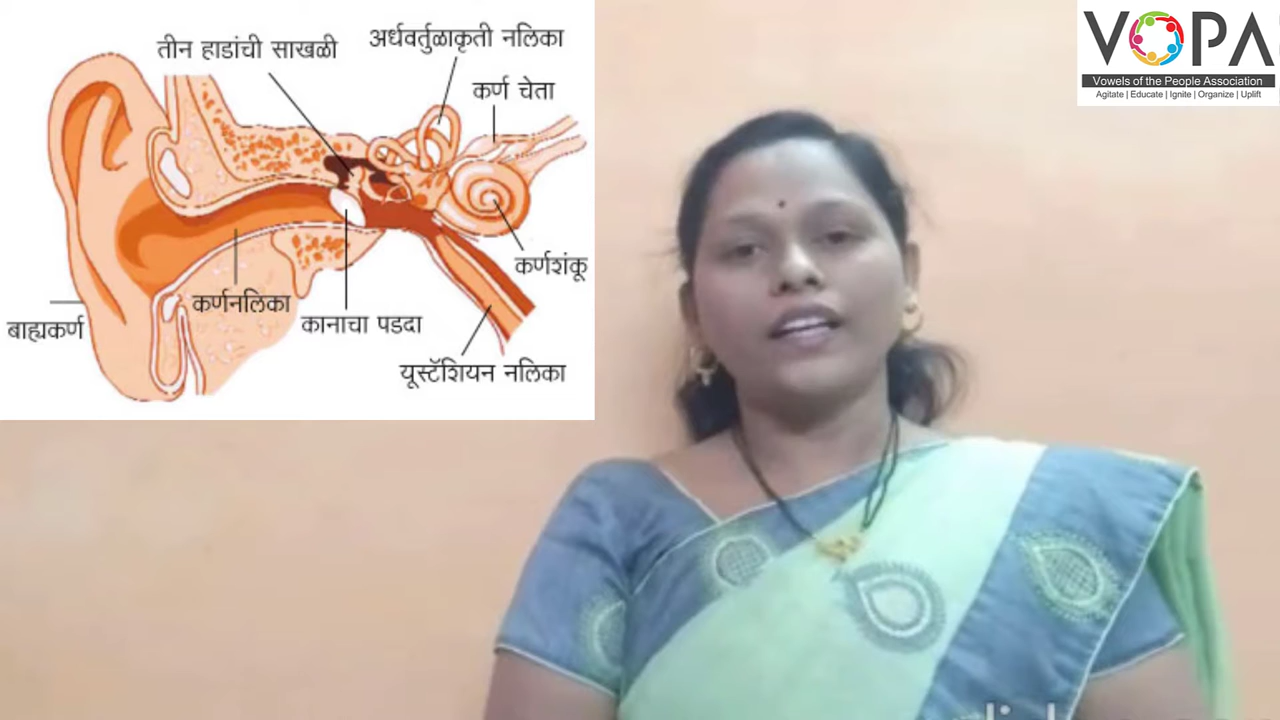 तीन हाडांची साखळी
अर्धवर्तुळाकृती नलिका
कर्ण चेता
कर्णशंकू
कर्णनलिका
कानाचा पडदा
बाह्यकर्ण
यूस्टॅशियन नलिका
VOPA
Vowels of the People Association
Agitate | Educate | Ignite | Organize | Uplift